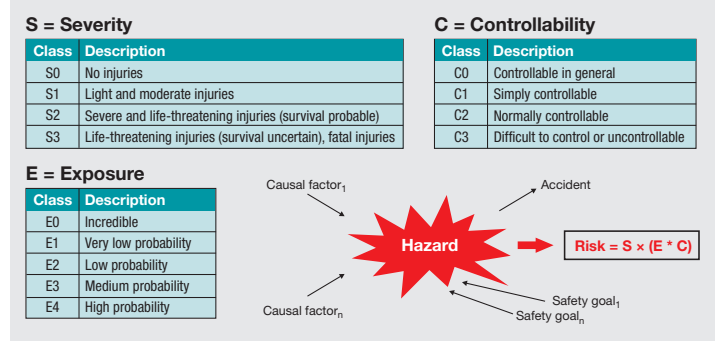 S = Severity
Class Description
S0 No injuries
S1 Light and moderate injuries
S2 Severe and life-threatening injuries (survival probable)
S3 Life-threatening injuries (survival uncertain), fatal injuries
C = Controllability
Class Description
C0 Controllable in general
C1 Simply controllable
C2 Normally controllable
C3 Difficult to control or uncontrollable
E = Exposure
Class Description
E0 Incredible
E1 Very low probability
E2 Low probability
E3 Medium probability
E4 High probability
Causal factor₁
Accident
Hazard
Risk = S × (E * C)
Causal factorₙ
Safety goal₁
Safety goalₙ